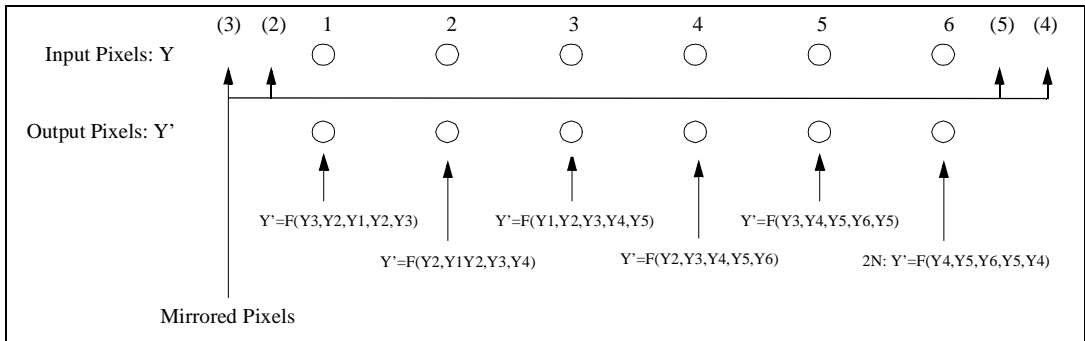 (3) (2) 1 2 3 4 5 6 (5) (4)
Input Pixels: Y
Output Pixels: Y’
Y’=F(Y3,Y2,Y1,Y2,Y3) Y’=F(Y1,Y2,Y3,Y4,Y5) Y’=F(Y3,Y4,Y5,Y6,Y5)
Y’=F(Y2,Y1Y2,Y3,Y4) Y’=F(Y2,Y3,Y4,Y5,Y6) 2N: Y’=F(Y4,Y5,Y6,Y5,Y4)
Mirrored Pixels